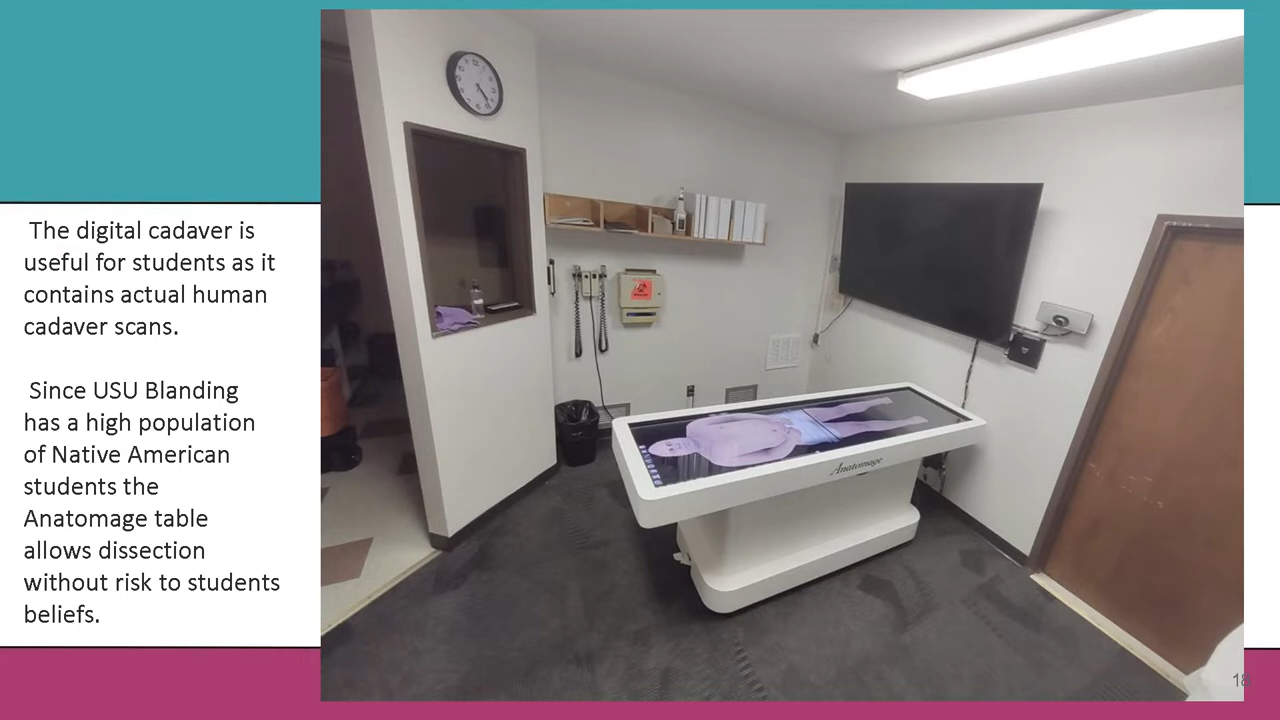 The digital cadaver is
useful for students as it
contains actual human
cadaver scans.
Since USU Blanding
has a high population
of Native American
students the
Anatomage table
allows dissection
without risk to students
beliefs.
Anatomage
18